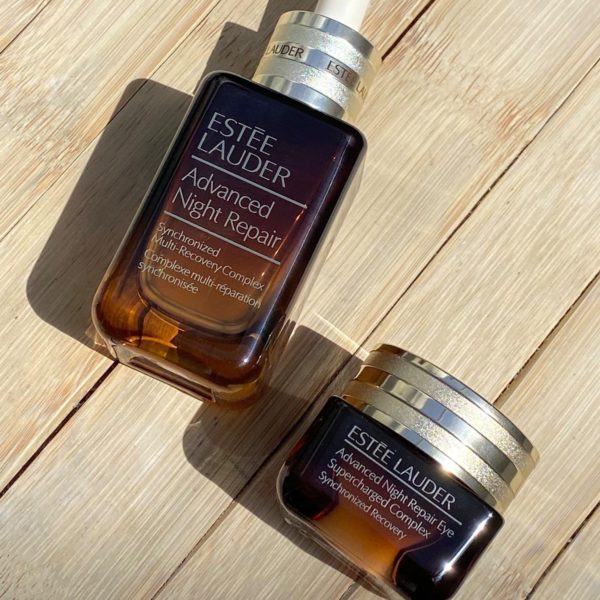 LAUDER ESTĒE LA
ESTĒE
LAUDER
Advanced
Night Repair
Synchronized
Multi-Recovery Complex
Complexe multi-réparation
synchronisée
ESTĒE LAUDER
Advanced Night Repair Eye
Supercharged Complex
Synchronized Recovery